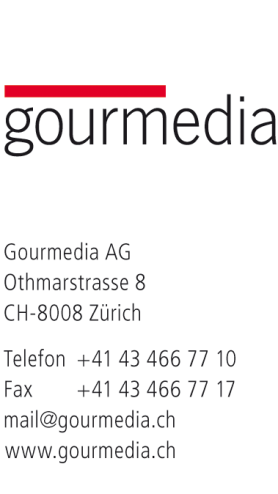 gourmedia
Gourmedia AG
Othmarstrasse 8
CH-8008 Zürich
Telefon +41 43 466 77 10
Fax +41 43 466 77 17
mail@gourmedia.ch
www.gourmedia.ch